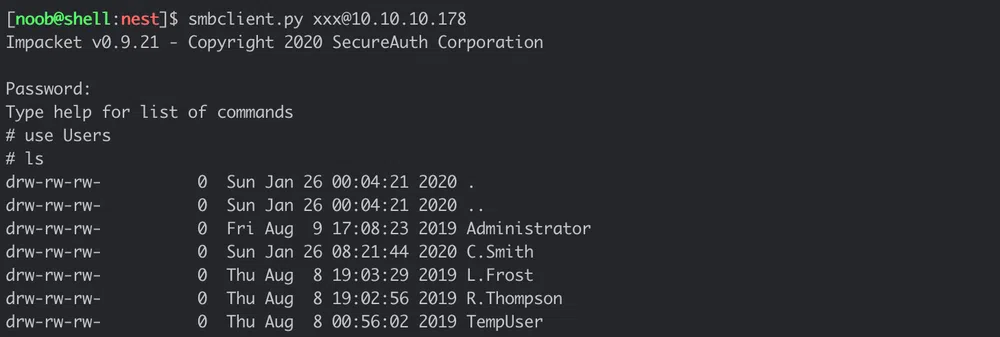 [noob@shell:nest]$ smbclient.py xxx@10.10.10.178
Impacket v0.9.21 - Copyright 2020 SecureAuth Corporation
Password:
Type help for list of commands
# use Users
# ls
drw-rw-rw-          0  Sun Jan 26 00:04:21 2020 .
drw-rw-rw-          0  Sun Jan 26 00:04:21 2020 ..
drw-rw-rw-          0  Fri Aug  9 17:08:23 2019 Administrator
drw-rw-rw-          0  Sun Jan 26 08:21:44 2020 C.Smith
drw-rw-rw-          0  Thu Aug  8 19:03:29 2019 L.Frost
drw-rw-rw-          0  Thu Aug  8 19:02:56 2019 R.Thompson
drw-rw-rw-          0  Thu Aug  8 00:56:02 2019 TempUser